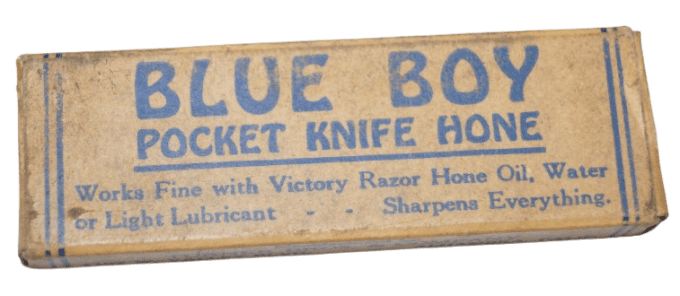 BLUE BOY
POCKET KNIFE HONE
Works Fine with Victory Razor Hone Oil, Water
or Light Lubricant - - Sharpens Everything.